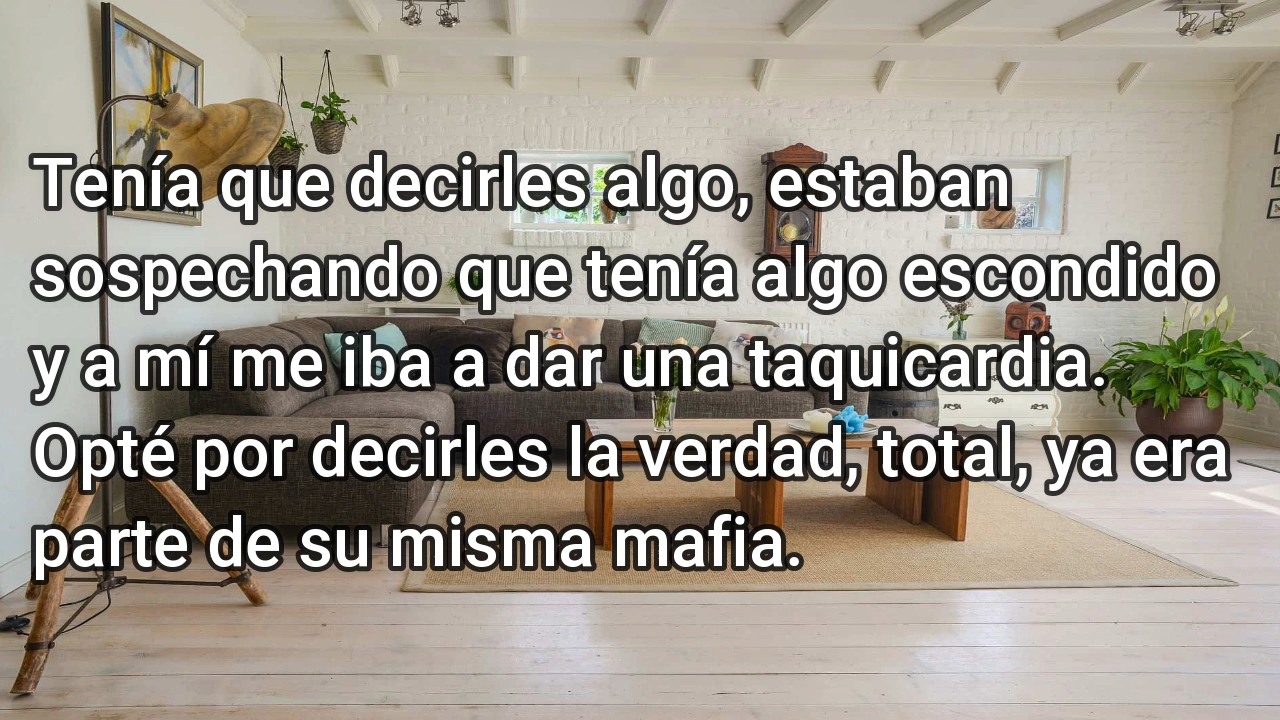 Tenía que decirles algo, estaban
sospechando que tenía algo escondido
y a mí me iba a dar una taquicardia.
Opté por decirles la verdad, total, ya era
parte de su misma mafia.